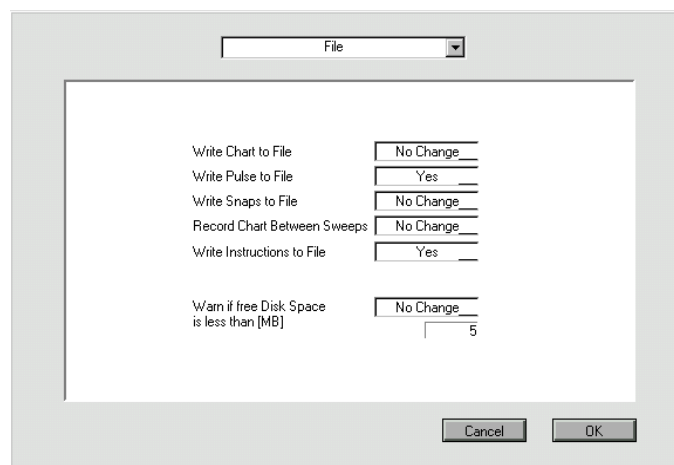 File
Write Chart to File No Change
Write Pulse to File Yes
Write Snaps to File No Change
Record Chart Between Sweeps No Change
Write Instructions to File Yes
Warn if free Disk Space No Change
is less than [MB] 5
Cancel OK